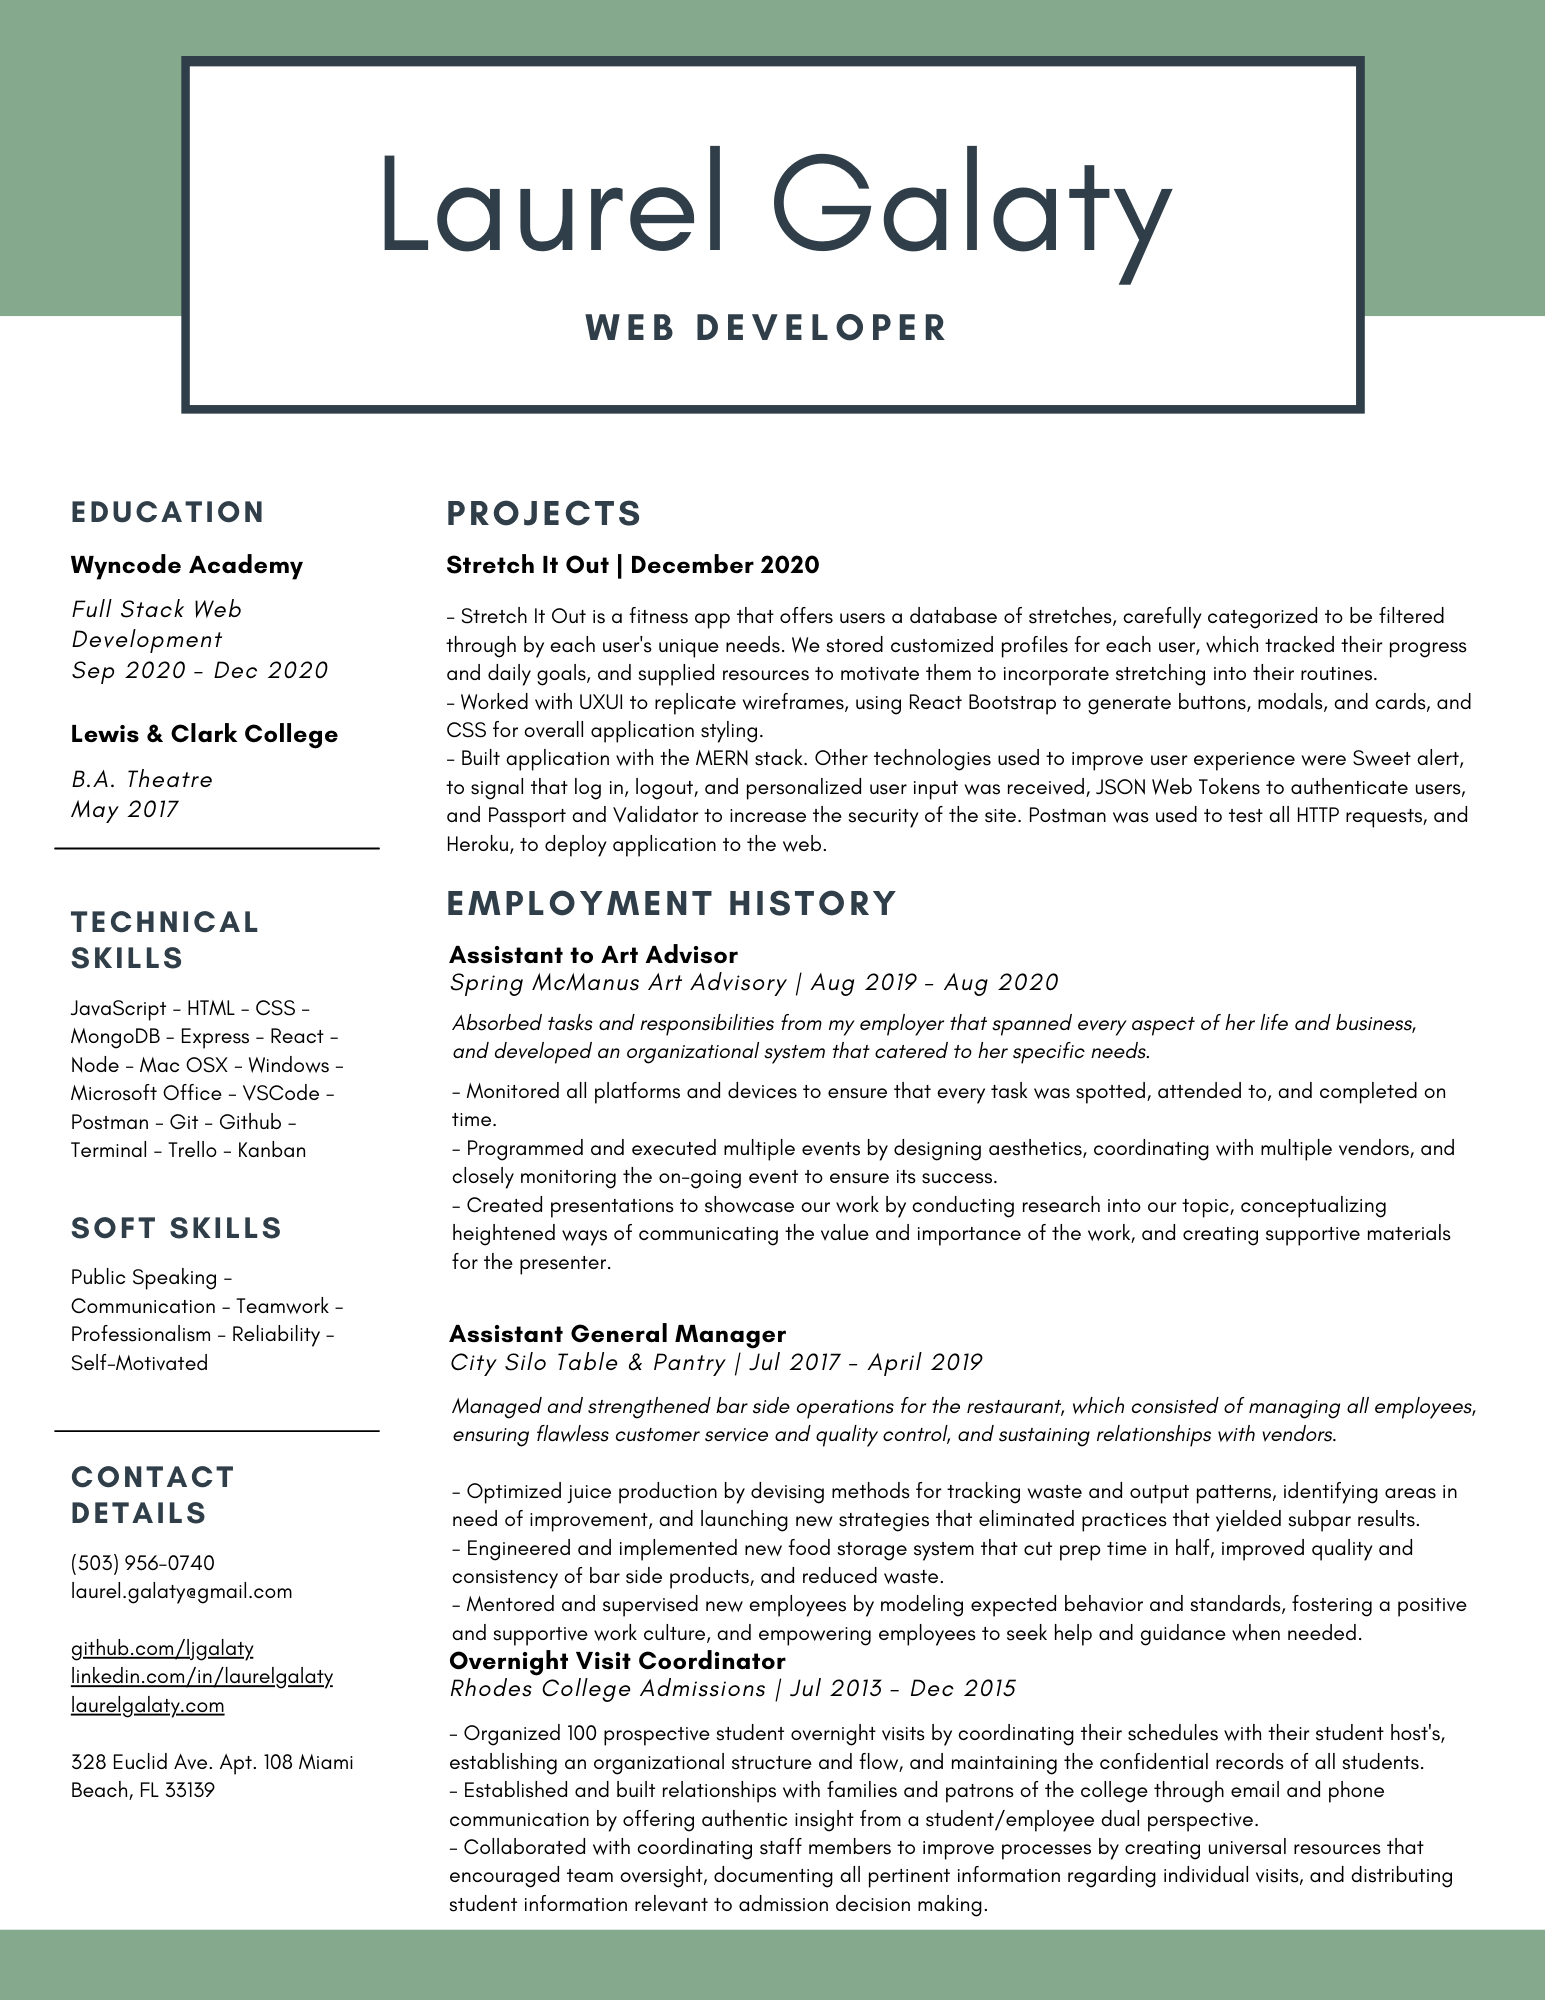 Laurel Galaty
WEB DEVELOPER
EDUCATION
Wyncode Academy
Full Stack Web
Development
Sep 2020 - Dec 2020
Lewis & Clark College
B.A. Theatre
May 2017
TECHNICAL
SKILLS
JavaScript - HTML - CSS -
MongoDB - Express - React -
Node - Mac OSX - Windows -
Microsoft Office - VSCode -
Postman - Git - Github -
Terminal - Trello - Kanban
SOFT SKILLS
Public Speaking -
Communication - Teamwork -
Professionalism - Reliability -
Self-Motivated
CONTACT
DETAILS
(503) 956-0740
laurel.galaty@gmail.com
github.com/ljgalaty
linkedin.com/in/laurelgalaty
laurelgalaty.com
328 Euclid Ave. Apt. 108 Miami
Beach, FL 33139
PROJECTS
Stretch It Out | December 2020
- Stretch It Out is a fitness app that offers users a database of stretches, carefully categorized to be filtered
through by each user's unique needs. We stored customized profiles for each user, which tracked their progress
and daily goals, and supplied resources to motivate them to incorporate stretching into their routines.
- Worked with UXUI to replicate wireframes, using React Bootstrap to generate buttons, modals, and cards, and
CSS for overall application styling.
- Built application with the MERN stack. Other technologies used to improve user experience were Sweet alert,
to signal that log in, logout, and personalized user input was received, JSON Web Tokens to authenticate users,
and Passport and Validator to increase the security of the site. Postman was used to test all HTTP requests, and
Heroku, to deploy application to the web.
EMPLOYMENT HISTORY
Assistant to Art Advisor
Spring McManus Art Advisory | Aug 2019 - Aug 2020
Absorbed tasks and responsibilities from my employer that spanned every aspect of her life and business,
and developed an organizational system that catered to her specific needs.
- Monitored all platforms and devices to ensure that every task was spotted, attended to, and completed on
time.
- Programmed and executed multiple events by designing aesthetics, coordinating with multiple vendors, and
closely monitoring the on-going event to ensure its success.
- Created presentations to showcase our work by conducting research into our topic, conceptualizing
heightened ways of communicating the value and importance of the work, and creating supportive materials
for the presenter.
Assistant General Manager
City Silo Table & Pantry | Jul 2017 - April 2019
Managed and strengthened bar side operations for the restaurant, which consisted of managing all employees,
ensuring flawless customer service and quality control, and sustaining relationships with vendors.
- Optimized juice production by devising methods for tracking waste and output patterns, identifying areas in
need of improvement, and launching new strategies that eliminated practices that yielded subpar results.
- Engineered and implemented new food storage system that cut prep time in half, improved quality and
consistency of bar side products, and reduced waste.
- Mentored and supervised new employees by modeling expected behavior and standards, fostering a positive
and supportive work culture, and empowering employees to seek help and guidance when needed.
Overnight Visit Coordinator
Rhodes College Admissions | Jul 2013 - Dec 2015
- Organized 100 prospective student overnight visits by coordinating their schedules with their student host's,
establishing an organizational structure and flow, and maintaining the confidential records of all students.
- Established and built relationships with families and patrons of the college through email and phone
communication by offering authentic insight from a student/employee dual perspective.
- Collaborated with coordinating staff members to improve processes by creating universal resources that
encouraged team oversight, documenting all pertinent information regarding individual visits, and distributing
student information relevant to admission decision making.